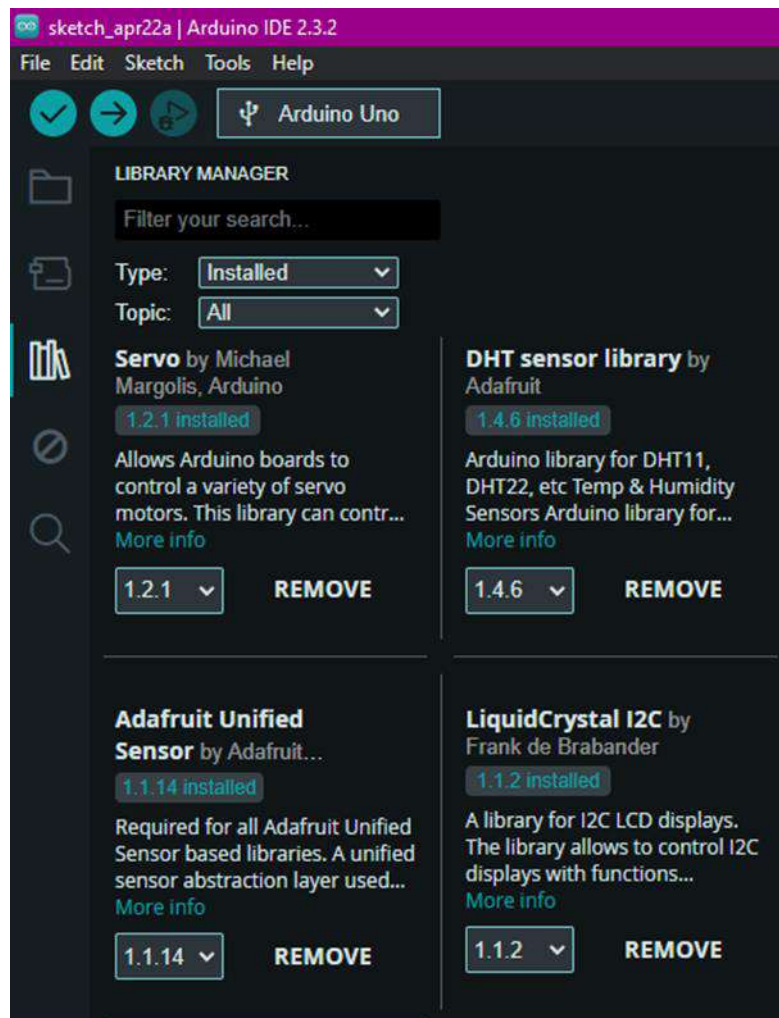 sketch_apr22a | Arduino IDE 2.3.2
File Edit Sketch Tools Help
Arduino Uno
LIBRARY MANAGER
Filter your search...
Type: Installed
Topic: All
Servo by Michael
Margolis, Arduino
1.2.1 installed
Allows Arduino boards to
control a variety of servo
motors. This library can contr...
More info
1.2.1 REMOVE
DHT sensor library by
Adafruit
1.4.6 installed
Arduino library for DHT11,
DHT22, etc Temp & Humidity
Sensors Arduino library for...
More info
1.4.6 REMOVE
Adafruit Unified
Sensor by Adafruit...
1.1.14 installed
Required for all Adafruit Unified
Sensor based libraries. A unified
sensor abstraction layer used...
More info
1.1.14 REMOVE
LiquidCrystal I2C by
Frank de Brabander
1.1.2 installed
A library for I2C LCD displays.
The library allows to control I2C
displays with functions...
More info
1.1.2 REMOVE